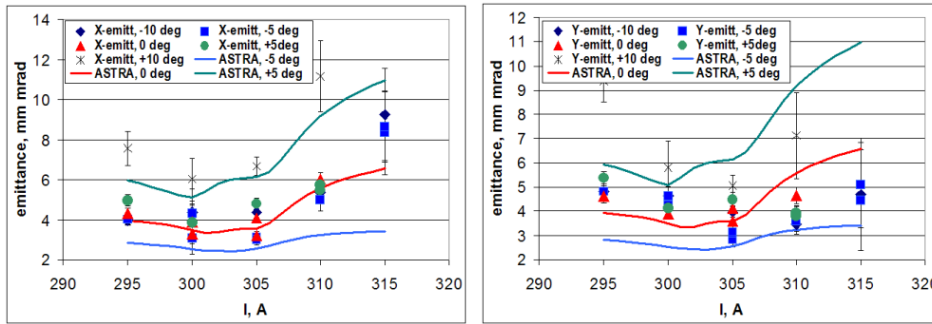 emittance, mm mrad
14
12
10
8
6
4
2
X-emitt, -10 deg X-emitt, -5 deg
X-emitt, 0 deg X-emitt, +5deg
X-emitt, +10 deg ASTRA, -5 deg
ASTRA, 0 deg ASTRA, +5 deg
290 295 300 305 310 315 320
I, A
emittance, mm mrad
12
11
10
9
8
7
6
5
4
3
2
Y-emitt, -10 deg Y-emitt, -5 deg
Y-emitt, 0 deg Y-emitt, +5deg
Y-emitt, +10 deg ASTRA, -5 deg
ASTRA, 0 deg ASTRA, +5 deg
290 295 300 305 310 315 320
I, A